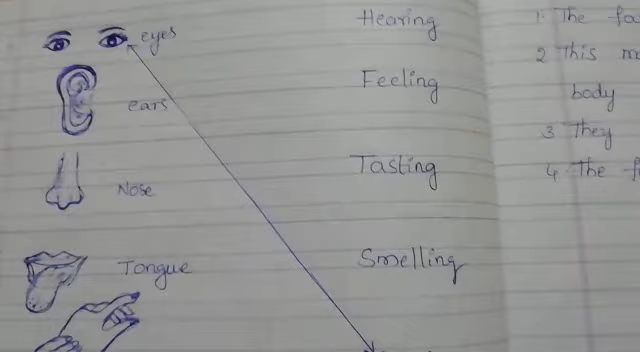 eyes
Hearing
ears
Feeling
Nose
Tasting
Tongue
Smelling
1. The
2 This
body
3 They
4 The